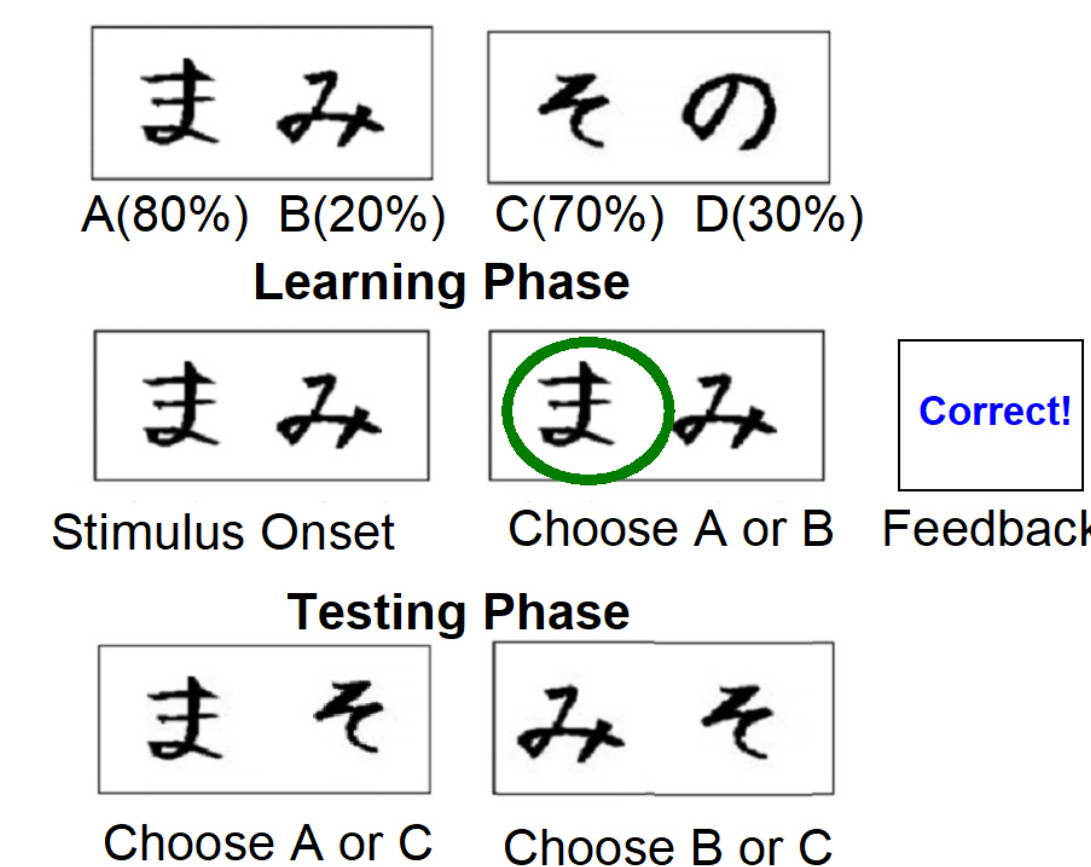 ま み そ の
A(80%) B(20%) C(70%) D(30%)
Learning Phase
ま み ま み Correct!
Stimulus Onset Choose A or B Feedback
Testing Phase
ま そ み そ
Choose A or C Choose B or C